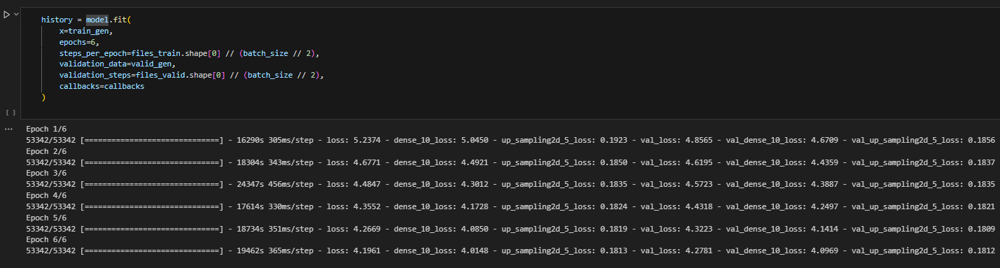 history = model.fit(
    x=train_gen,
    epochs=6,
    steps_per_epoch=files_train.shape[0] // (batch_size // 2),
    validation_data=valid_gen,
    validation_steps=files_valid.shape[0] // (batch_size // 2),
    callbacks=callbacks
)
[ ]
...
Epoch 1/6
53342/53342 [==============================] - 16290s 305ms/step - loss: 5.2374 - dense_10_loss: 5.0450 - up_sampling2d_5_loss: 0.1923 - val_loss: 4.8565 - val_dense_10_loss: 4.6709 - val_up_sampling2d_5_loss: 0.1856
Epoch 2/6
53342/53342 [==============================] - 18304s 343ms/step - loss: 4.6771 - dense_10_loss: 4.4921 - up_sampling2d_5_loss: 0.1850 - val_loss: 4.6195 - val_dense_10_loss: 4.4359 - val_up_sampling2d_5_loss: 0.1837
Epoch 3/6
53342/53342 [==============================] - 24347s 456ms/step - loss: 4.4847 - dense_10_loss: 4.3012 - up_sampling2d_5_loss: 0.1835 - val_loss: 4.5723 - val_dense_10_loss: 4.3887 - val_up_sampling2d_5_loss: 0.1835
Epoch 4/6
53342/53342 [==============================] - 17614s 330ms/step - loss: 4.3552 - dense_10_loss: 4.1728 - up_sampling2d_5_loss: 0.1824 - val_loss: 4.4318 - val_dense_10_loss: 4.2497 - val_up_sampling2d_5_loss: 0.1821
Epoch 5/6
53342/53342 [==============================] - 18734s 351ms/step - loss: 4.2669 - dense_10_loss: 4.0850 - up_sampling2d_5_loss: 0.1819 - val_loss: 4.3223 - val_dense_10_loss: 4.1414 - val_up_sampling2d_5_loss: 0.1809
Epoch 6/6
53342/53342 [==============================] - 19462s 365ms/step - loss: 4.1961 - dense_10_loss: 4.0148 - up_sampling2d_5_loss: 0.1813 - val_loss: 4.2781 - val_dense_10_loss: 4.0969 - val_up_sampling2d_5_loss: 0.1812